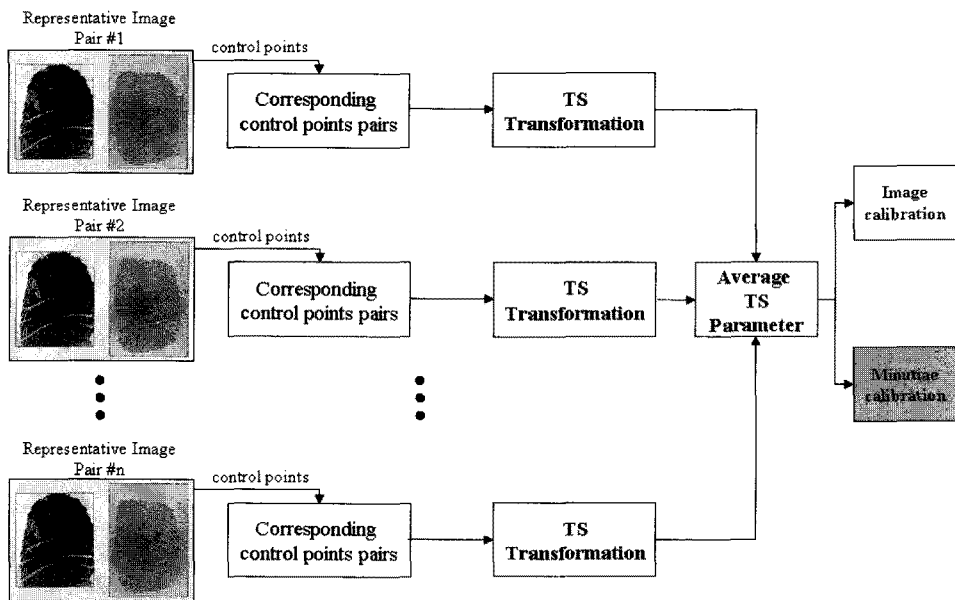 Representative Image
Pair #1
control points
Corresponding
control points pairs
TS
Transformation
Representative Image
Pair #2
control points
Corresponding
control points pairs
TS
Transformation
Average
TS
Parameter
Image
calibration
Minutiae
calibration
Representative Image
Pair #n
control points
Corresponding
control points pairs
TS
Transformation